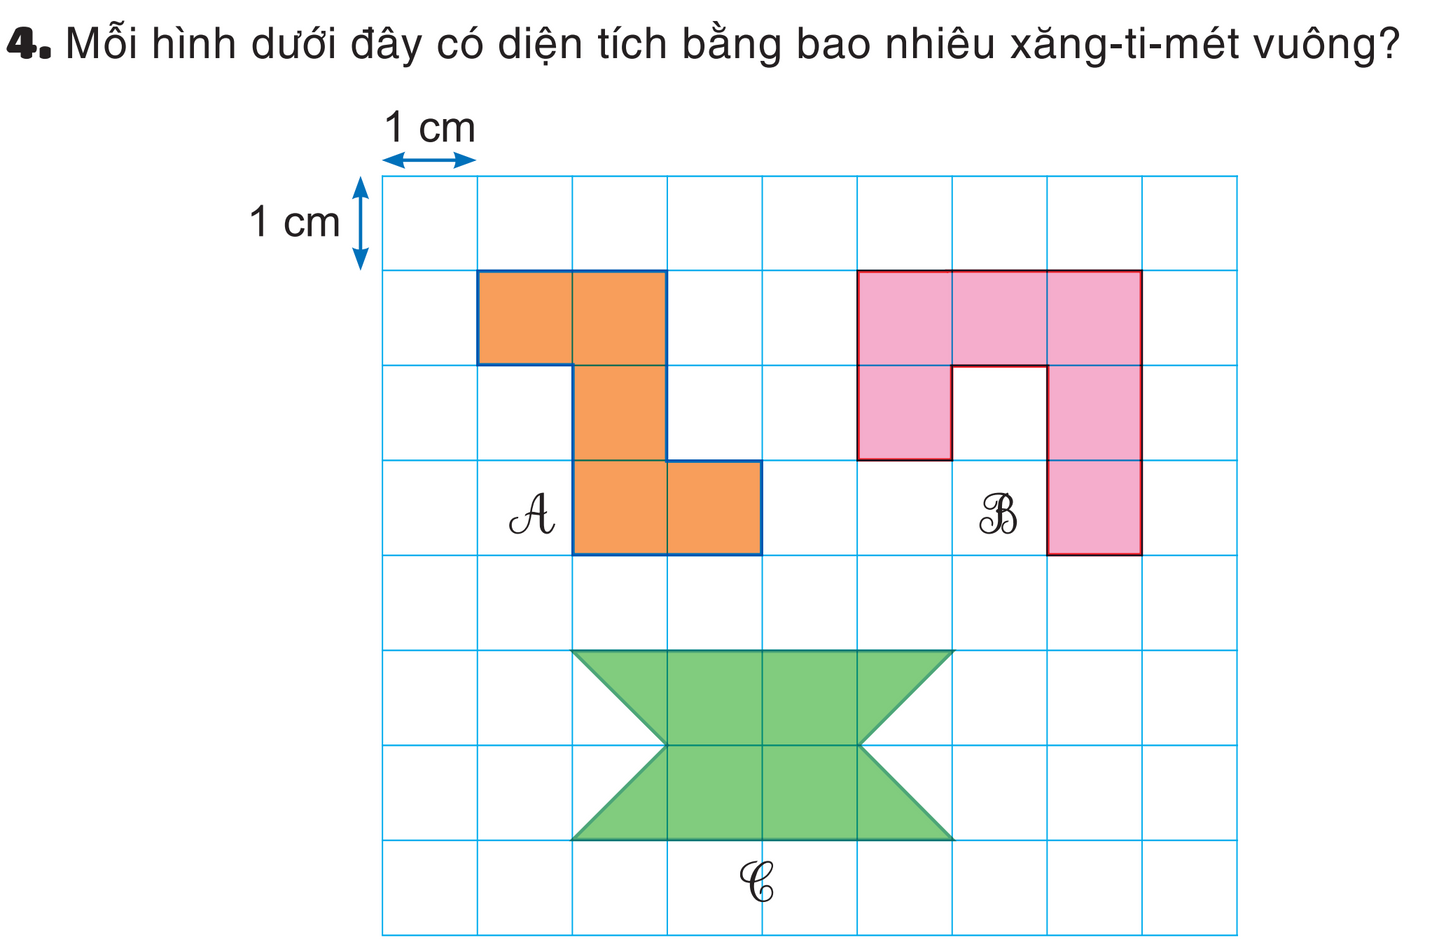 4. Mỗi hình dưới đây có diện tích bằng bao nhiêu xăng-ti-mét vuông?
1 cm
1 cm
A
B
C